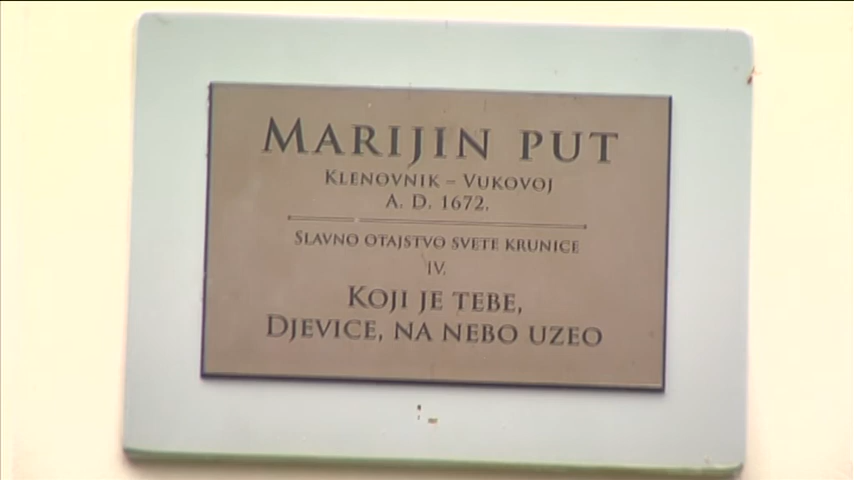 MARIJIN PUT
KLENOVNIK – VUKOVOJ
A. D. 1672.
SLAVNO OTAJSTVO SVETE KRUNICE
IV.
KOJI JE TEBE,
DJEVICE, NA NEBO UZEO